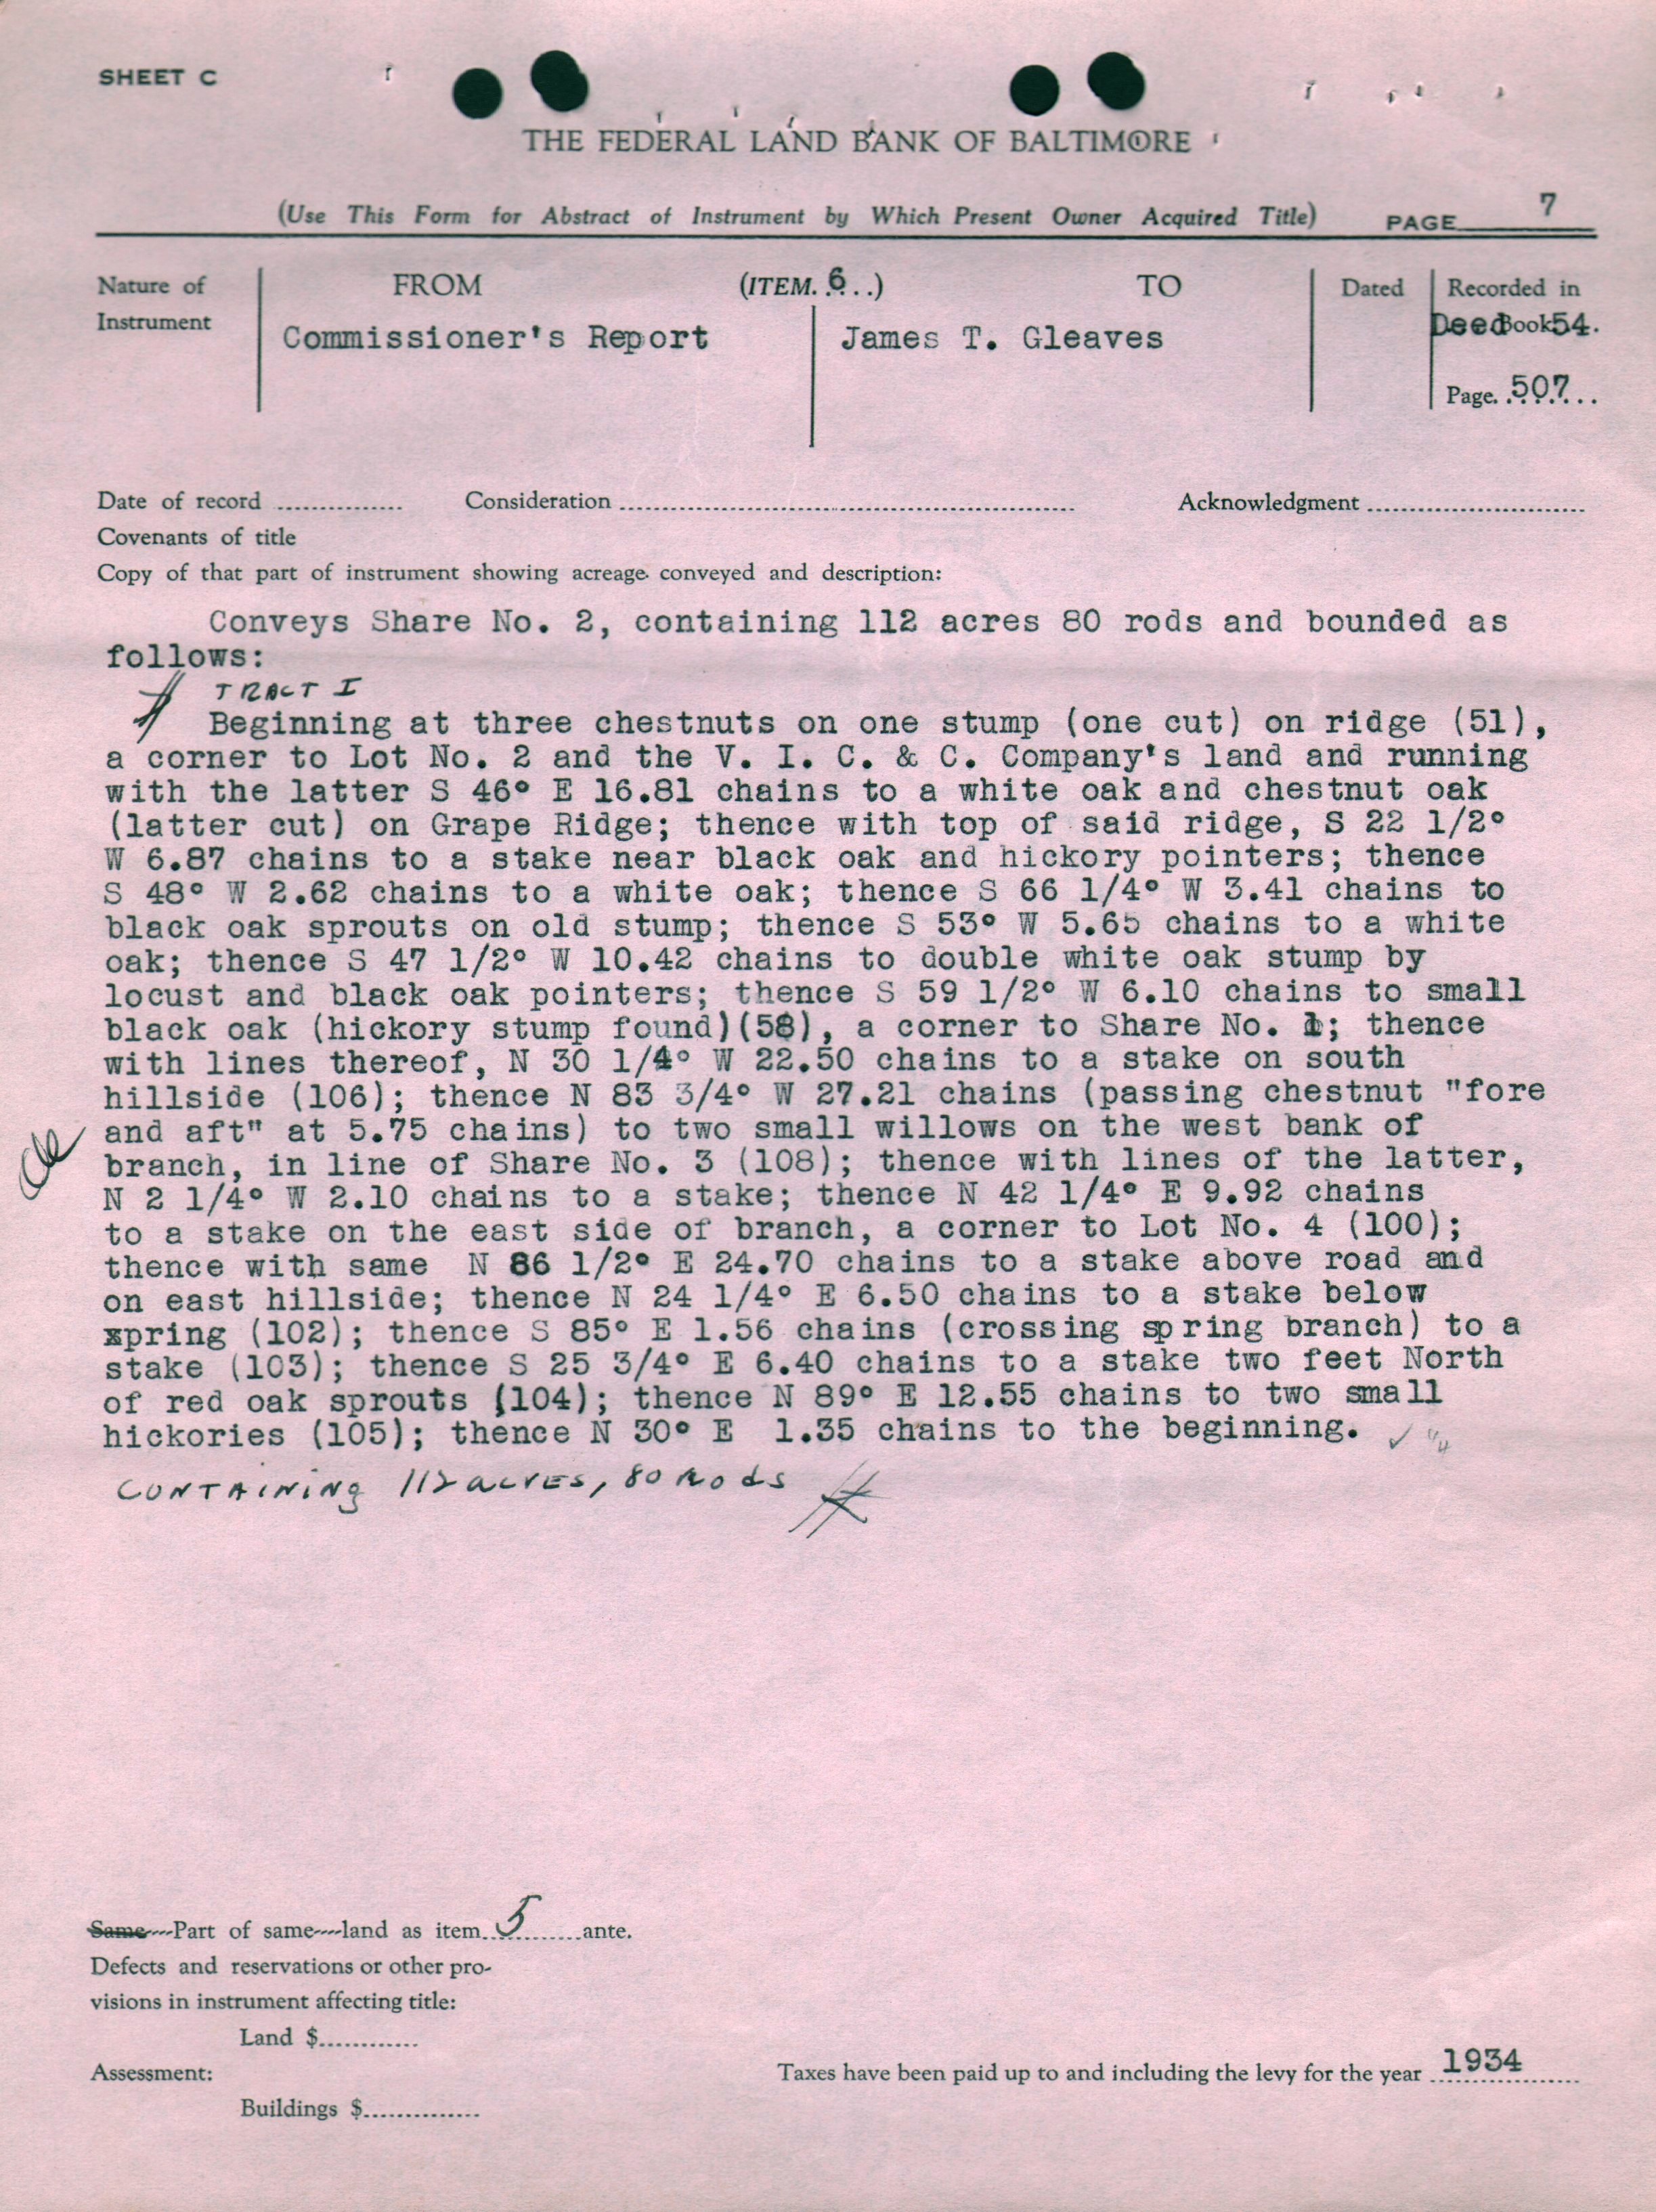 SHEET C
THE FEDERAL LAND BANK OF BALTIMORE
(Use This Form for Abstract of Instrument by Which Present Owner Acquired Title) PAGE 7
Nature of Instrument
FROM (ITEM. 6...) TO
Dated
Recorded in
Commissioner's Report
James T. Gleaves
Deed Book 54.
Page. 507...
Date of record ............... Consideration ............... Acknowledgment ...............
Covenants of title
Copy of that part of instrument showing acreage conveyed and description:
Conveys Share No. 2, containing 112 acres 80 rods and bounded as
follows:
TRACT I
Beginning at three chestnuts on one stump (one cut) on ridge (51),
a corner to Lot No. 2 and the V. I. C. & C. Company's land and running
with the latter S 46° E 16.81 chains to a white oak and chestnut oak
(latter cut) on Grape Ridge; thence with top of said ridge, S 22 1/2°
W 6.87 chains to a stake near black oak and hickory pointers; thence
S 48° W 2.62 chains to a white oak; thence S 66 1/4° W 3.41 chains to
black oak sprouts on old stump; thence S 53° W 5.65 chains to a white
oak; thence S 47 1/2° W 10.42 chains to double white oak stump by
locust and black oak pointers; thence S 59 1/2° W 6.10 chains to small
black oak (hickory stump found)(58), a corner to Share No. 1; thence
with lines thereof, N 30 1/4° W 22.50 chains to a stake on south
hillside (106); thence N 83 3/4° W 27.21 chains (passing chestnut "fore
and aft" at 5.75 chains) to two small willows on the west bank of
branch, in line of Share No. 3 (108); thence with lines of the latter,
N 2 1/4° W 2.10 chains to a stake; thence N 42 1/4° E 9.92 chains
to a stake on the east side of branch, a corner to Lot No. 4 (100);
thence with same N 86 1/2° E 24.70 chains to a stake above road and
on east hillside; thence N 24 1/4° E 6.50 chains to a stake below
spring (102); thence S 85° E 1.56 chains (crossing spring branch) to a
stake (103); thence S 25 3/4° E 6.40 chains to a stake two feet North
of red oak sprouts (104); thence N 89° E 12.55 chains to two small
hickories (105); thence N 30° E 1.35 chains to the beginning.
CONTAINING 112 acres, 80 Rods
Same----Part of same----land as item 5 ante.
Defects and reservations or other pro-
visions in instrument affecting title:
Land $............
Assessment:
Taxes have been paid up to and including the levy for the year 1934
Buildings $..............